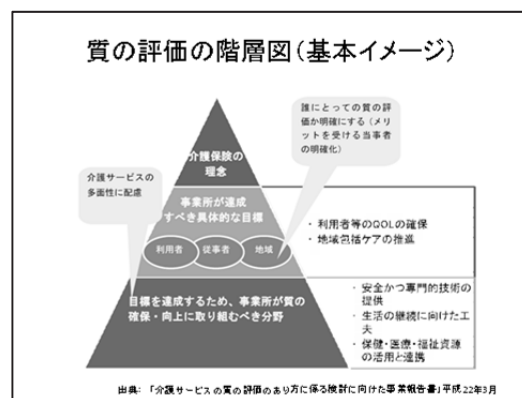 質の評価の階層図(基本イメージ)
誰にとっての質の評
価か明確にする(メリ
ットを受ける当事者
の明確化)
介護サービスの
多面性に配慮
介護保険の
理念
事業所が達成
すべき具体的な目標
利用者
従事者
地域
・ 利用者等のQOLの確保
・ 地域包括ケアの推進
目標を達成するため、事業所が質の
確保・向上に取り組むべき分野
・ 安全かつ専門的技術の
提供
・ 生活の継続に向けた工
夫
・ 保健・医療・福祉資源
の活用と連携
出典: 「介護サービスの質の評価のあり方に係る検討に向けた事業報告書」平成22年3月